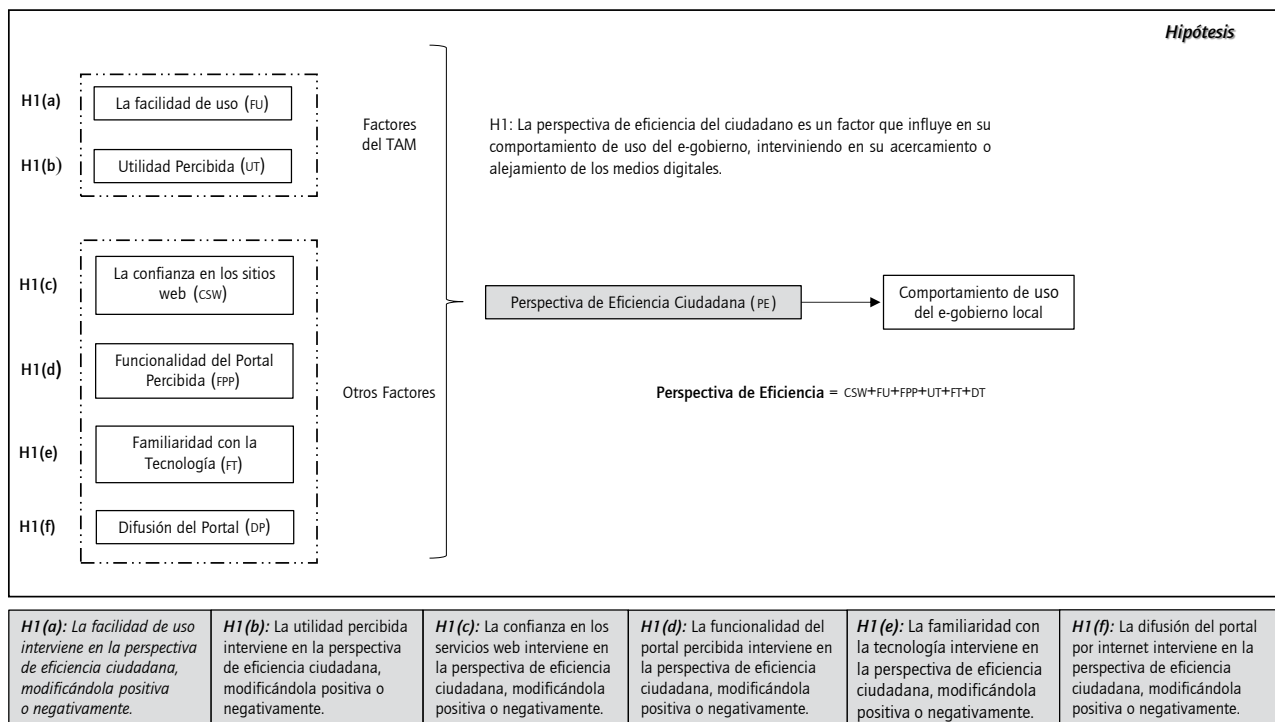 Hipótesis
H1(a)
La facilidad de uso (FU)
H1(b)
Utilidad Percibida (UT)
Factores
del TAM
H1: La perspectiva de eficiencia del ciudadano es un factor que influye en su
comportamiento de uso del e-gobierno, interviniendo en su acercamiento o
alejamiento de los medios digitales.
H1(c)
La confianza en los sitios
web (CSW)
H1(d)
Funcionalidad del Portal
Percibida (FPP)
H1(e)
Familiaridad con la
Tecnología (FT)
H1(f)
Difusión del Portal (DP)
Otros Factores
Perspectiva de Eficiencia Ciudadana (PE)
Comportamiento de uso
del e-gobierno local
Perspectiva de Eficiencia = CSW+FU+FPP+UT+FT+DT
H1(a): La facilidad de uso
interviene en la perspectiva
de eficiencia ciudadana,
modificándola positiva
o negativamente.
H1(b): La utilidad percibida
interviene en la perspectiva
de eficiencia ciudadana,
modificándola positiva o
negativamente.
H1(c): La confianza en los
servicios web interviene en
la perspectiva de eficiencia
ciudadana, modificándola
positiva o negativamente.
H1(d): La funcionalidad del
portal percibida interviene en
la perspectiva de eficiencia
ciudadana, modificándola
positiva o negativamente.
H1(e): La familiaridad con
la tecnología interviene en
la perspectiva de eficiencia
ciudadana, modificándola
positiva o negativamente.
H1(f): La difusión del portal
por internet interviene en la
perspectiva de eficiencia
ciudadana, modificándola
positiva o negativamente.